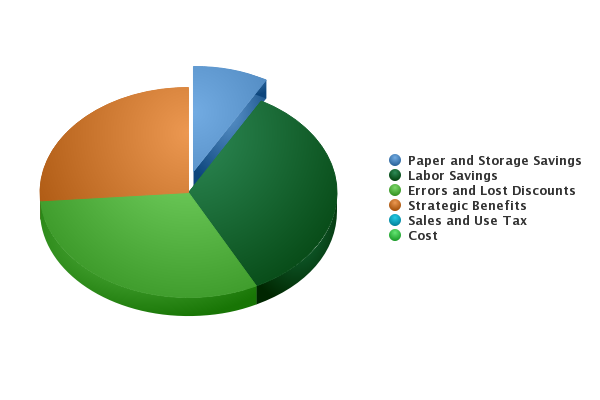 Paper and Storage Savings
Labor Savings
Errors and Lost Discounts
Strategic Benefits
Sales and Use Tax
Cost